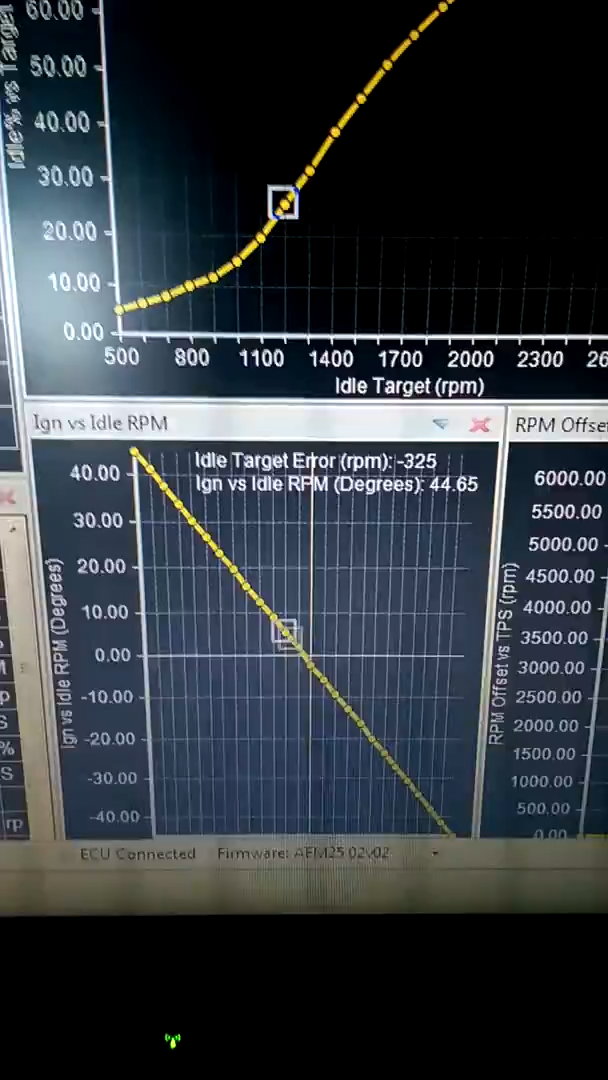 60.00
50.00
40.00
30.00
20.00
10.00
0.00
Idle% vs Target
500 800 1100 1400 1700 2000 2300 26
Idle Target (rpm)
Ign vs Idle RPM
RPM Offse
Idle Target Error (rpm): -325
Ign vs Idle RPM (Degrees): 44.65
40.00
30.00
20.00
10.00
0.00
-10.00
-20.00
-30.00
-40.00
Ign vs Idle RPM (Degrees)
6000.00
5500.00
5000.00
4500.00
4000.00
3500.00
3000.00
2500.00
2000.00
1500.00
1000.00
500.00
0.00
RPM Offset vs TPS (rpm)
M
p
S
%
S
rp
ECU Connected Firmware: AEM25 02v02